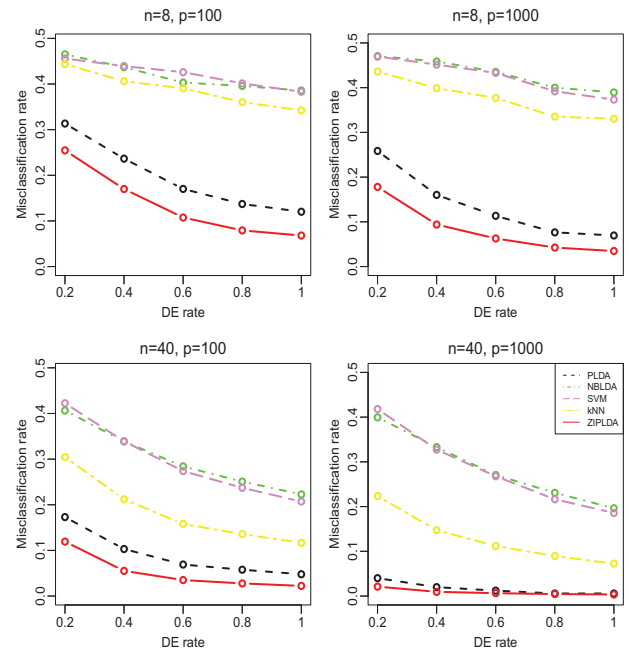 n=8, p=100
Misclassification rate
0.0 0.1 0.2 0.3 0.4 0.5
0.2 0.4 0.6 0.8 1
DE rate
n=8, p=1000
Misclassification rate
0.0 0.1 0.2 0.3 0.4 0.5
0.2 0.4 0.6 0.8 1
DE rate
n=40, p=100
Misclassification rate
0.0 0.1 0.2 0.3 0.4 0.5
0.2 0.4 0.6 0.8 1
DE rate
n=40, p=1000
Misclassification rate
0.0 0.1 0.2 0.3 0.4 0.5
PLDA
NBLDA
SVM
kNN
ZIPLDA
0.2 0.4 0.6 0.8 1
DE rate